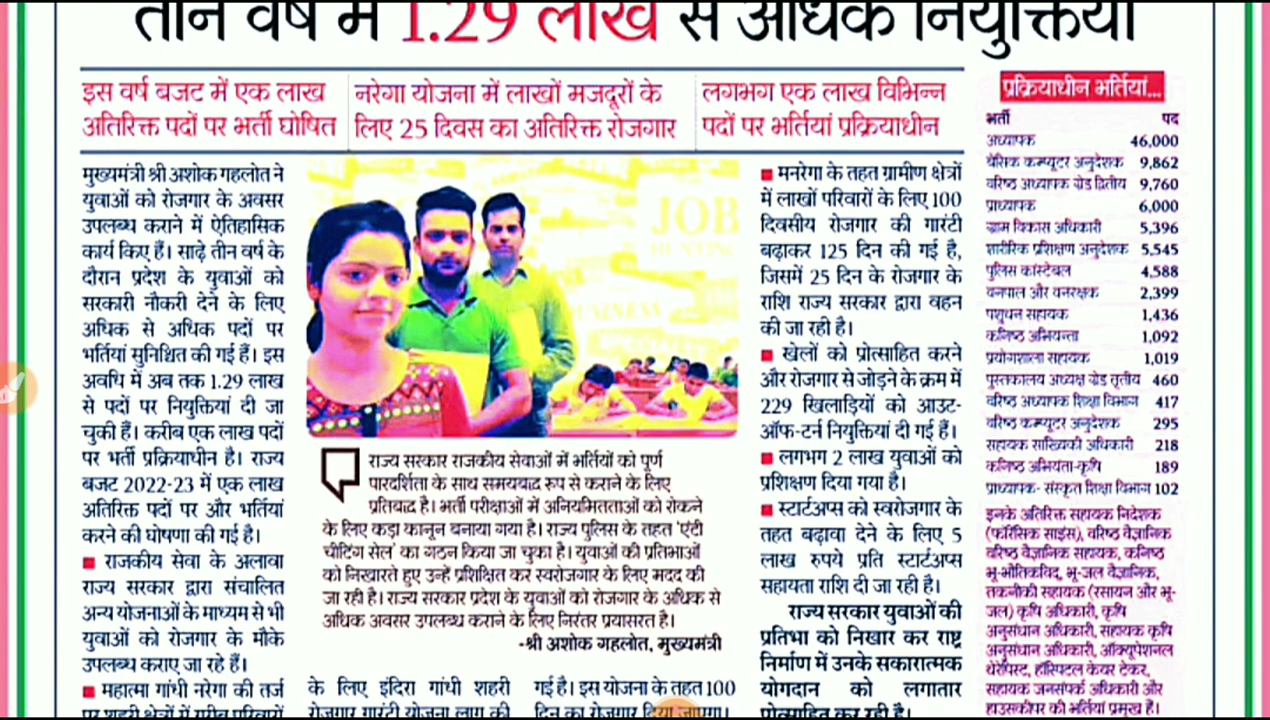 तीन वर्ष में 1.29 लाख से अधिक नियुक्तियां
इस वर्ष बजट में एक लाख
अतिरिक्त पदों पर भर्ती घोषित
नरेगा योजना में लाखों मजदूरों के
लिए 25 दिवस का अतिरिक्त रोजगार
लगभग एक लाख विभिन्न
पदों पर भर्तियां प्रक्रियाधीन
मुख्यमंत्री श्री अशोक गहलोत ने
युवाओं को रोजगार के अवसर
उपलब्ध कराने में ऐतिहासिक
कार्य किए हैं। साढ़े तीन वर्ष के
दौरान प्रदेश के युवाओं को
सरकारी नौकरी देने के लिए
अधिक से अधिक पदों पर
भर्तियां सुनिश्चित की गई हैं। इस
अवधि में अब तक 1.29 लाख
से पदों पर नियुक्तियां दी जा
चुकी हैं। करीब एक लाख पदों
पर भर्ती प्रक्रियाधीन है। राज्य
बजट 2022-23 में एक लाख
अतिरिक्त पदों पर और भर्तियां
करने की घोषणा की गई है।
राजकीय सेवा के अलावा
राज्य सरकार द्वारा संचालित
अन्य योजनाओं के माध्यम से भी
युवाओं को रोजगार के मौके
उपलब्ध कराए जा रहे हैं।
महात्मा गांधी नरेगा की तर्ज
पर शहरी क्षेत्रों में गरीब परिवारों
JOB
HUNTING
BUSINESS
राज्य सरकार राजकीय सेवाओं में भर्तियों को पूर्ण
पारदर्शिता के साथ समयबद्ध रूप से कराने के लिए
प्रतिबद्ध है। भर्ती परीक्षाओं में अनियमितताओं को रोकने
के लिए कड़ा कानून बनाया गया है। राज्य पुलिस के तहत 'एंटी
चीटिंग सेल' का गठन किया जा चुका है। युवाओं की प्रतिभाओं
को निखारते हुए उन्हें प्रशिक्षित कर स्वरोजगार के लिए मदद की
जा रही है। राज्य सरकार प्रदेश के युवाओं को रोजगार के अधिक से
अधिक अवसर उपलब्ध कराने के लिए निरंतर प्रयासरत है।
-श्री अशोक गहलोत, मुख्यमंत्री
के लिए इंदिरा गांधी शहरी
रोजगार गारंटी योजना लागू की
गई है। इस योजना के तहत 100
दिन का रोजगार दिया जाएगा।
मनरेगा के तहत ग्रामीण क्षेत्रों
में लाखों परिवारों के लिए 100
दिवसीय रोजगार की गारंटी
बढ़ाकर 125 दिन की गई है,
जिसमें 25 दिन के रोजगार के
राशि राज्य सरकार द्वारा वहन
की जा रही है।
खेलों को प्रोत्साहित करने
और रोजगार से जोड़ने के क्रम में
229 खिलाड़ियों को आउट-
ऑफ-टर्न नियुक्तियां दी गई हैं।
लगभग 2 लाख युवाओं को
प्रशिक्षण दिया गया है।
स्टार्टअप्स को स्वरोजगार के
तहत बढ़ावा देने के लिए 5
लाख रुपये प्रति स्टार्टअप्स
सहायता राशि दी जा रही है।
राज्य सरकार युवाओं की
प्रतिभा को निखार कर राष्ट्र
निर्माण में उनके सकारात्मक
योगदान को लगातार
प्रोत्साहित कर रही है।
प्रक्रियाधीन भर्तियां...
भर्ती पद
अध्यापक 46,000
बेसिक कम्प्यूटर अनुदेशक 9,862
वरिष्ठ अध्यापक ग्रेड द्वितीय 9,760
प्राध्यापक 6,000
ग्राम विकास अधिकारी 5,396
शारीरिक प्रशिक्षण अनुदेशक 5,545
पुलिस कांस्टेबल 4,588
वनपाल और वनरक्षक 2,399
पशुधन सहायक 1,436
कनिष्ठ अभियन्ता 1,092
प्रयोगशाला सहायक 1,019
पुस्तकालय अध्यक्ष ग्रेड तृतीय 460
वरिष्ठ अध्यापक शिक्षा विभाग 417
वरिष्ठ कम्प्यूटर अनुदेशक 295
सहायक सांख्यिकी अधिकारी 218
कनिष्ठ अभियंता-कृषि 189
प्राध्यापक- संस्कृत शिक्षा विभाग 102
इनके अतिरिक्त सहायक निदेशक
(फॉरेंसिक साइंस), वरिष्ठ वैज्ञानिक
वरिष्ठ वैज्ञानिक सहायक, कनिष्ठ
भू-भौतिकविद, भू-जल वैज्ञानिक,
तकनीकी सहायक (रसायन और भू-
जल) कृषि अधिकारी, कृषि
अनुसंधान अधिकारी, सहायक कृषि
अनुसंधान अधिकारी, ऑक्यूपेशनल
थेरेपिस्ट, हॉस्पिटल केयर टेकर,
सहायक जनसंपर्क अधिकारी और
हाउसकीपर की भर्तियां प्रमुख हैं।